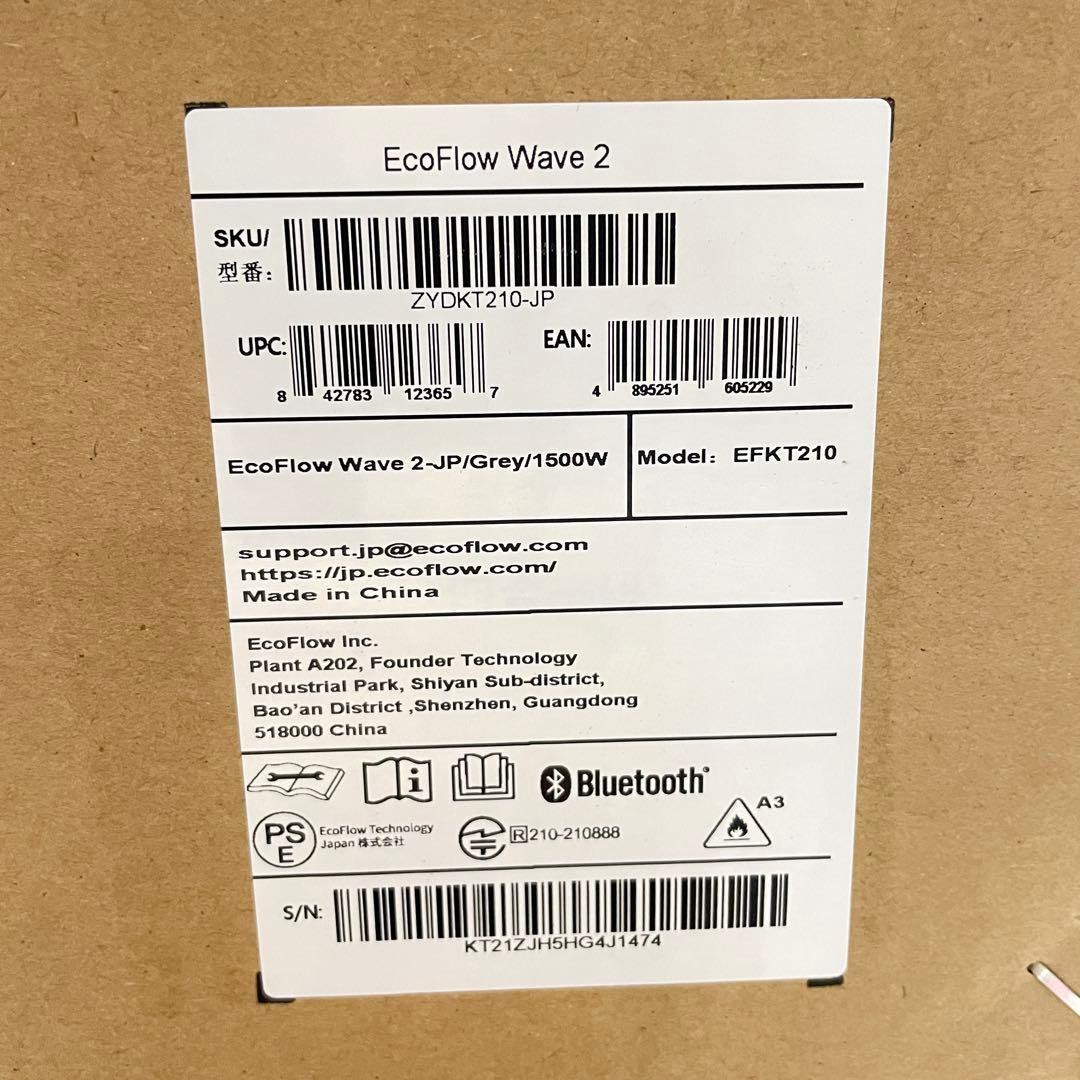 EcoFlow Wave 2
SKU/
型番:
ZYDKT210-JP
UPC:
8 42783 12365 7
EAN:
4 895251 605229
EcoFlow Wave 2-JP/Grey/1500W
Model: EFKT210
support.jp@ecoflow.com
https://jp.ecoflow.com/
Made in China
EcoFlow Inc.
Plant A202, Founder Technology
Industrial Park, Shiyan Sub-district,
Bao'an District ,Shenzhen, Guangdong
518000 China
i
Bluetooth®
A3
PS
E
EcoFlow Technology
Japan 株式会社
R 210-210888
S/N:
KT21ZJH5HG4J1474